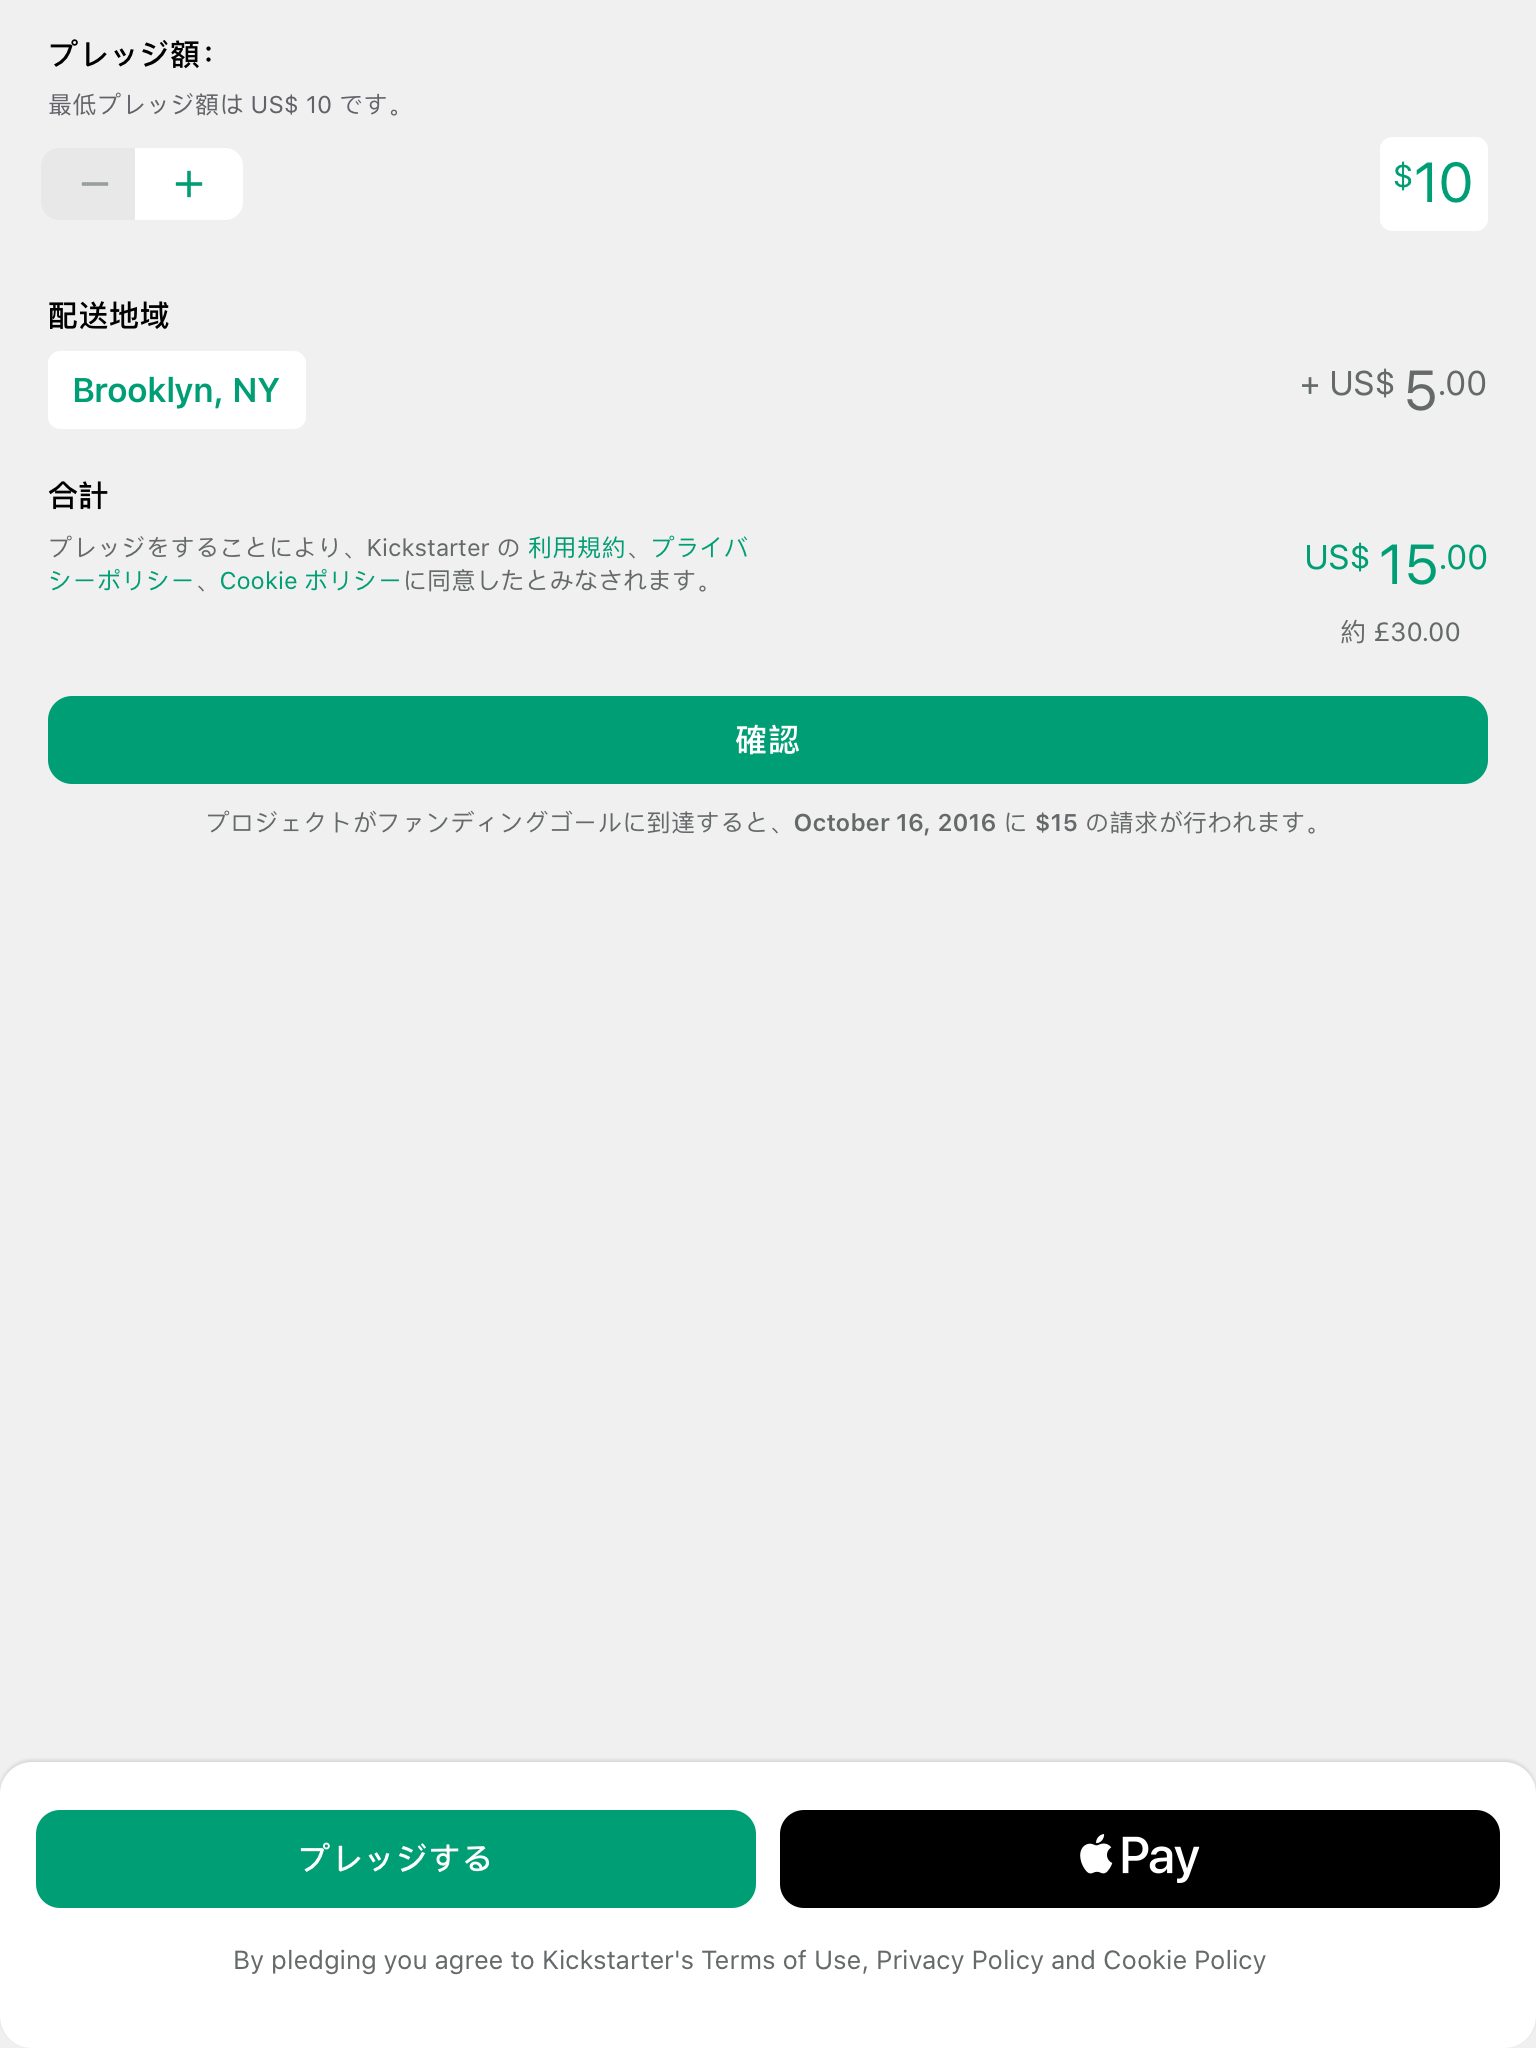 プレッジ額：
最低プレッジ額は US$ 10 です。
− +
$10
配送地域
Brooklyn, NY
+ US$ 5.00
合計
プレッジをすることにより、Kickstarter の 利用規約、プライバ
シーポリシー、Cookie ポリシーに同意したとみなされます。
US$ 15.00
約 £30.00
確認
プロジェクトがファンディングゴールに到達すると、October 16, 2016 に $15 の請求が行われます。
プレッジする
Pay
By pledging you agree to Kickstarter's Terms of Use, Privacy Policy and Cookie Policy